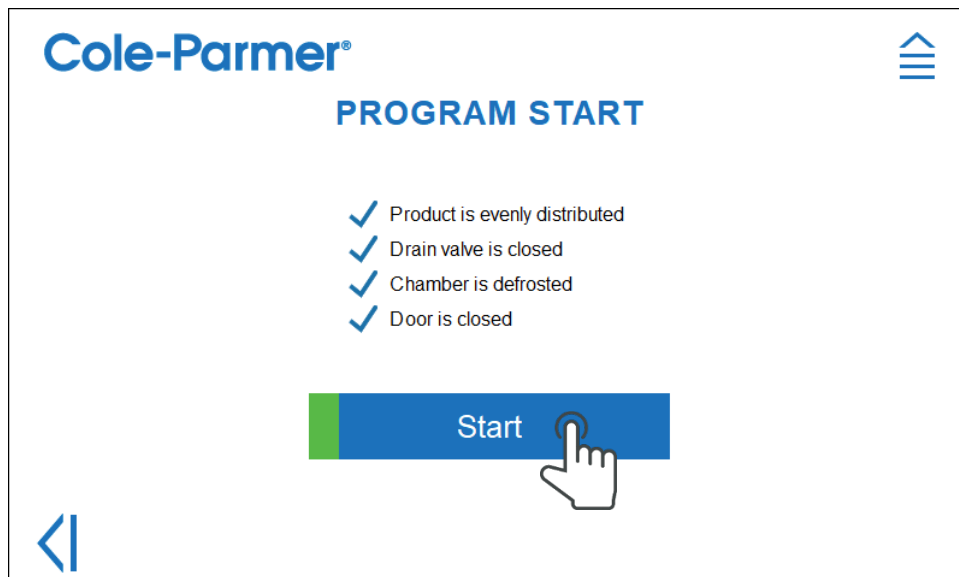 Cole-Parmer®
PROGRAM START
Product is evenly distributed
Drain valve is closed
Chamber is defrosted
Door is closed
Start